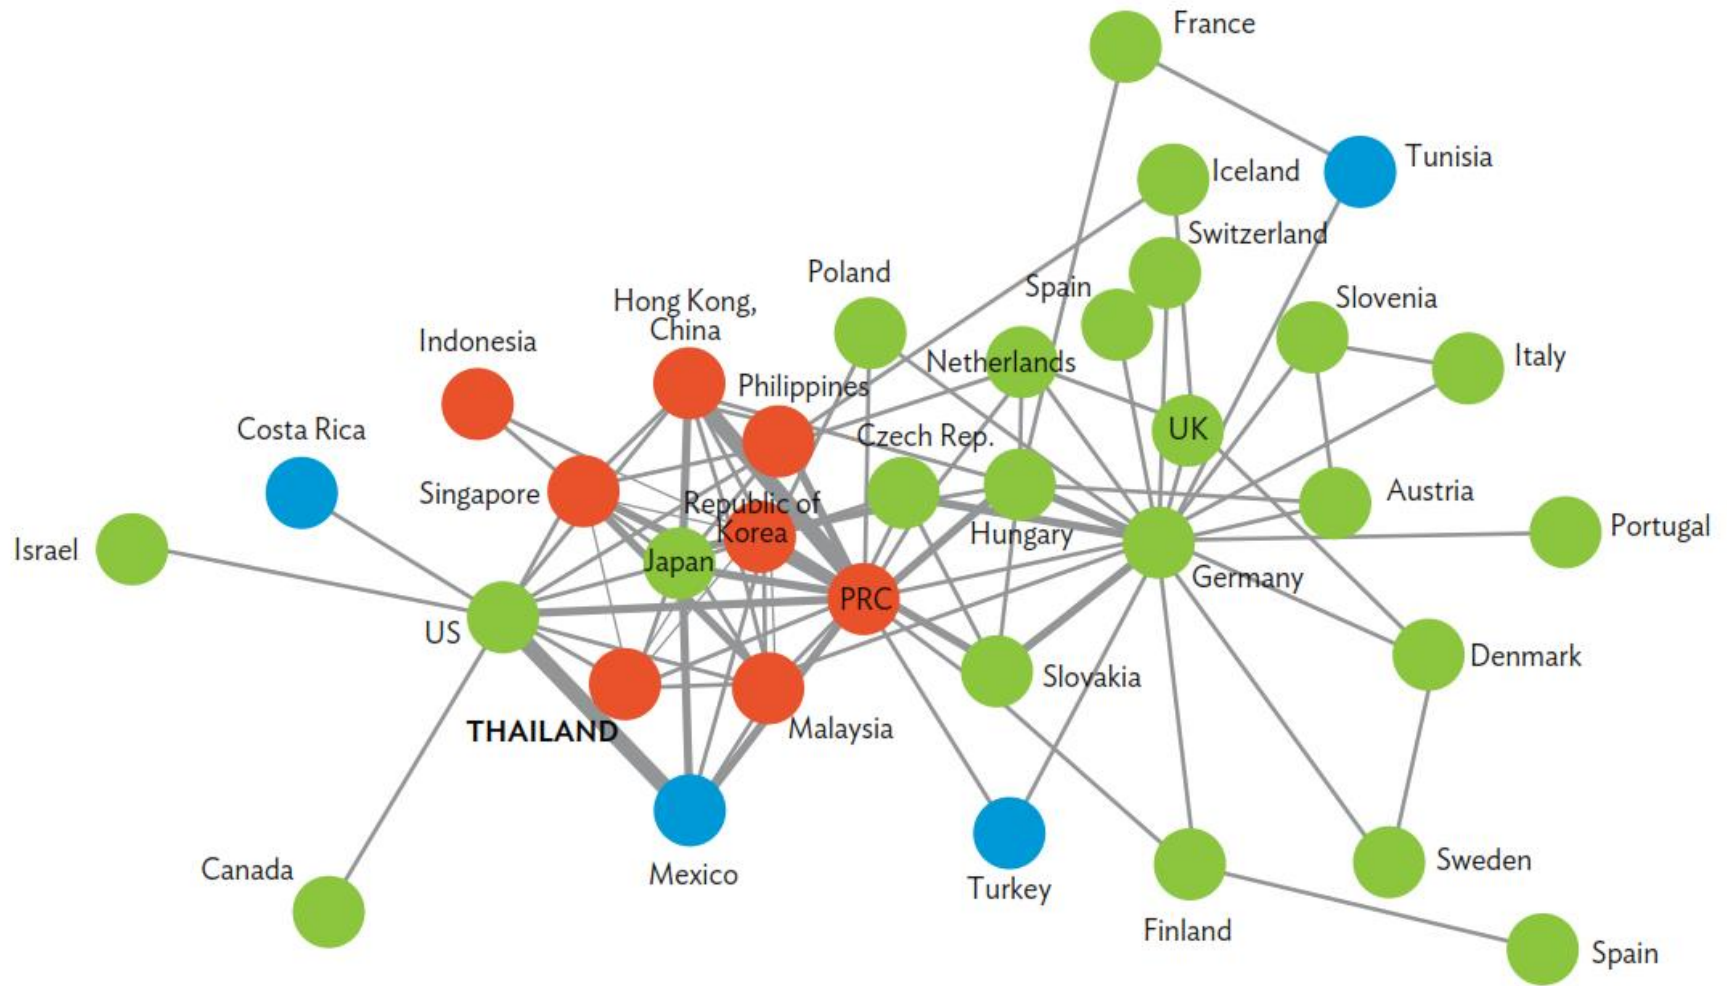 France
Tunisia
Iceland
Switzerland
Poland
Spain
Slovenia
Hong Kong,
China
Indonesia
Netherlands
Italy
Philippines
Costa Rica
Czech Rep.
UK
Singapore
Republic of
Korea
Austria
Hungary
Portugal
Israel
Japan
Germany
PRC
US
Denmark
Slovakia
THAILAND
Malaysia
Mexico
Canada
Turkey
Sweden
Finland
Spain